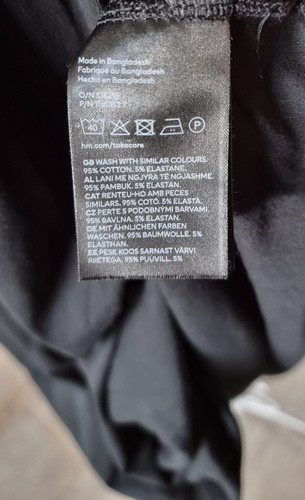 Made in Bangladesh
Fabriqué au Bangladesh
Hecho en Bangladesh
O/N
P/N
40
P
hm.com/takecare
GB WASH WITH SIMILAR COLOURS.
95% COTTON. 5% ELASTANE.
AL LANI ME NGJYRA TË NGJASHME.
95% PAMBUK. 5% ELASTAN.
CAT RENTEU-HO AMB PECES
SIMILARS. 95% COTÓ. 5% ELASTÀ.
CZ PERTE S PODOBNÝMI BARVAMI.
95% BAVLNA. 5% ELASTAN.
DE MIT ÄHNLICHEN FARBEN
WASCHEN. 95% BAUMWOLLE. 5%
ELASTHAN.
EE PESE KOOS SARNAST VÄRVI
RIIETEGA. 95% PUUVILL. 5%